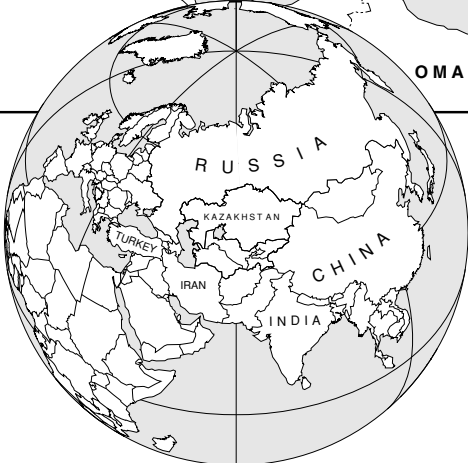 OMA
RUSSIA
KAZAKHSTAN
TURKEY
CHINA
IRAN
INDIA